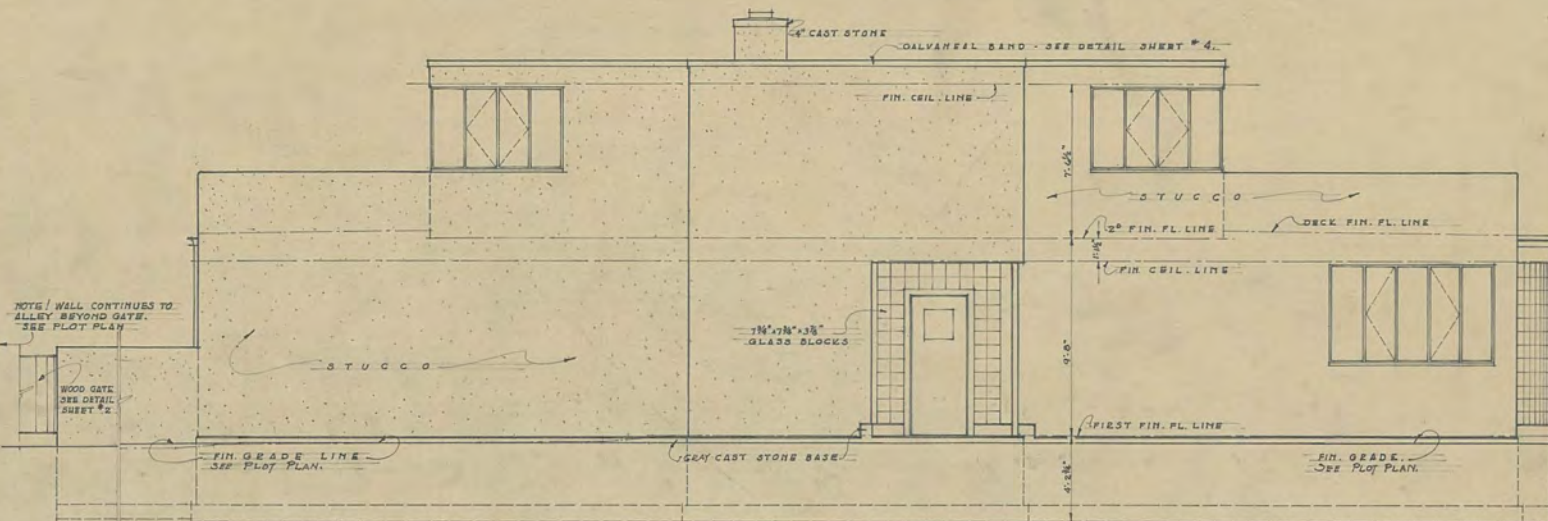 4" CAST STONE
GALVANEAL BAND - SEE DETAIL SHEET # 4.
FIN. CEIL. LINE
7'-6½"
STUCCO
2ᴰ FIN. FL. LINE
DECK FIN. FL. LINE
11½"
FIN. CEIL. LINE
NOTE! WALL CONTINUES TO
ALLEY BEYOND GATE.
SEE PLOT PLAN
7¾" x 7¾" x 3⅞"
GLASS BLOCKS
STUCCO
9'-8"
WOOD GATE
SEE DETAIL
SHEET #2
FIRST FIN. FL. LINE
FIN. GRADE LINE
SEE PLOT PLAN.
GRAY CAST STONE BASE
FIN. GRADE.
SEE PLOT PLAN.